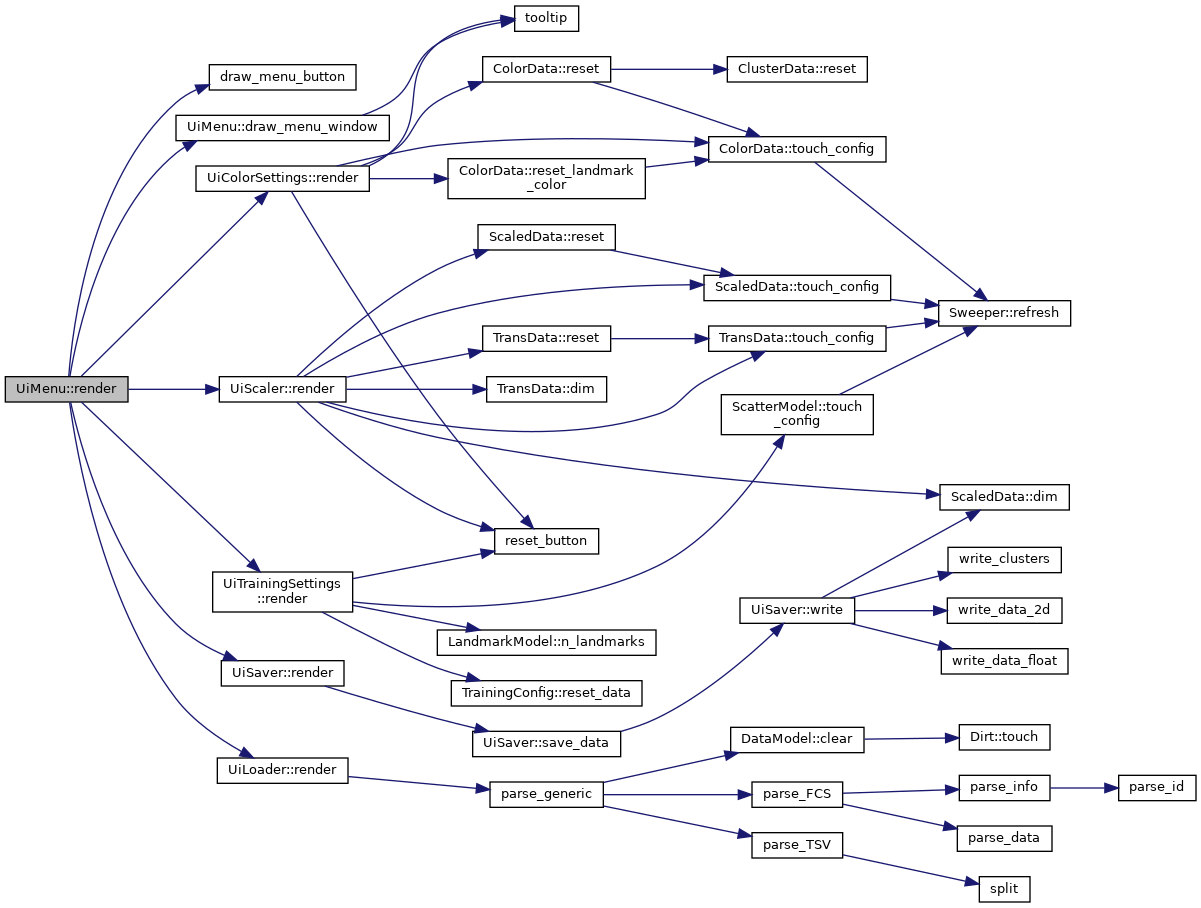 tooltip
draw_menu_button
ColorData::reset
ClusterData::reset
UiMenu::draw_menu_window
ColorData::touch_config
UiColorSettings::render
ColorData::reset_landmark
_color
ScaledData::reset
ScaledData::touch_config
Sweeper::refresh
TransData::reset
TransData::touch_config
UiMenu::render
UiScaler::render
TransData::dim
ScatterModel::touch
_config
ScaledData::dim
reset_button
write_clusters
UiTrainingSettings
::render
UiSaver::write
write_data_2d
LandmarkModel::n_landmarks
write_data_float
UiSaver::render
TrainingConfig::reset_data
UiSaver::save_data
DataModel::clear
Dirt::touch
UiLoader::render
parse_generic
parse_FCS
parse_info
parse_id
parse_data
parse_TSV
split